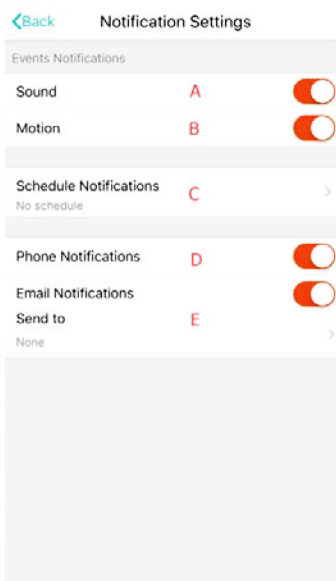 Back Notification Settings
Events Notifications
Sound A
Motion B
Schedule Notifications C
No schedule
Phone Notifications D
Email Notifications
Send to E
None